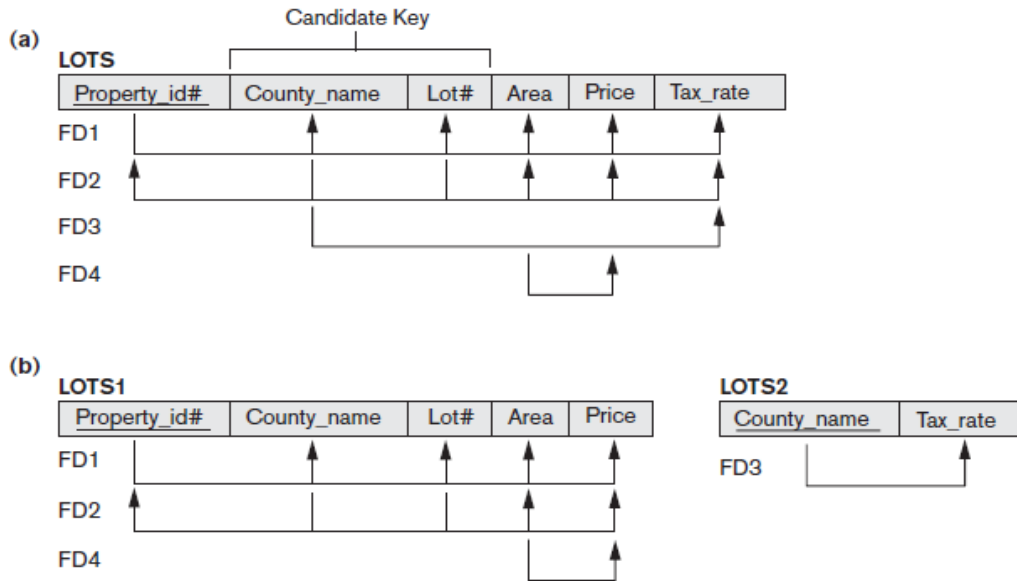 Candidate Key
(a)
LOTS
Property_id# County_name Lot# Area Price Tax_rate
FD1
FD2
FD3
FD4
(b)
LOTS1
Property_id# County_name Lot# Area Price
FD1
FD2
FD4
LOTS2
County_name Tax_rate
FD3